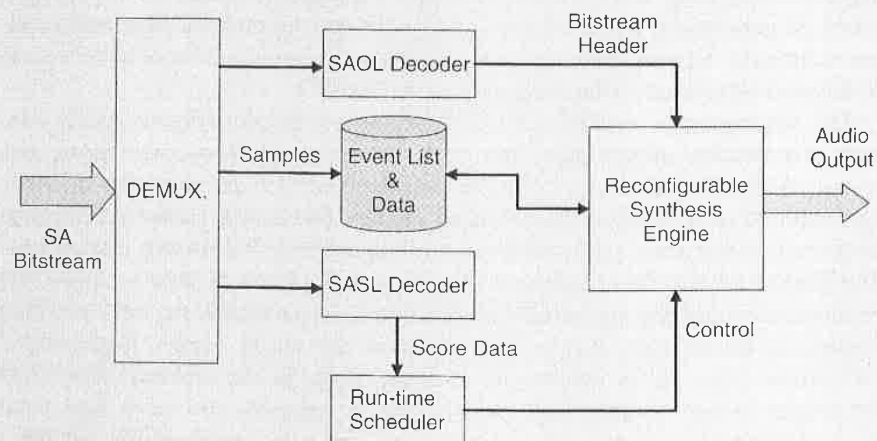 Bitstream
Header
SAOL Decoder
Samples
Event List
&
Data
DEMUX.
SA
Bitstream
Reconfigurable
Synthesis
Engine
Audio
Output
SASL Decoder
Score Data
Control
Run-time
Scheduler